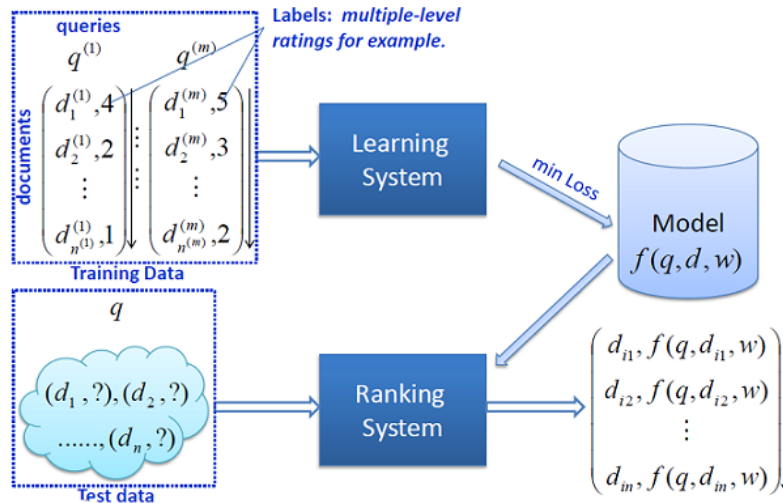 queries
Labels: multiple-level
ratings for example.
q^{(1)} q^{(m)}
documents
d_1^{(1)},4 ⋮ d_1^{(m)},5
d_2^{(1)},2 ⋮ d_2^{(m)},3
⋮ ⋮
d_{n^{(1)}}^{(1)},1 d_{n^{(m)}}^{(m)},2
Training Data
Learning
System
min Loss
Model
f(q,d,w)
q
(d_1,?),(d_2,?)
......,(d_n,?)
Test data
Ranking
System
d_{i1}, f(q,d_{i1},w)
d_{i2}, f(q,d_{i2},w)
⋮
d_{in}, f(q,d_{in},w)